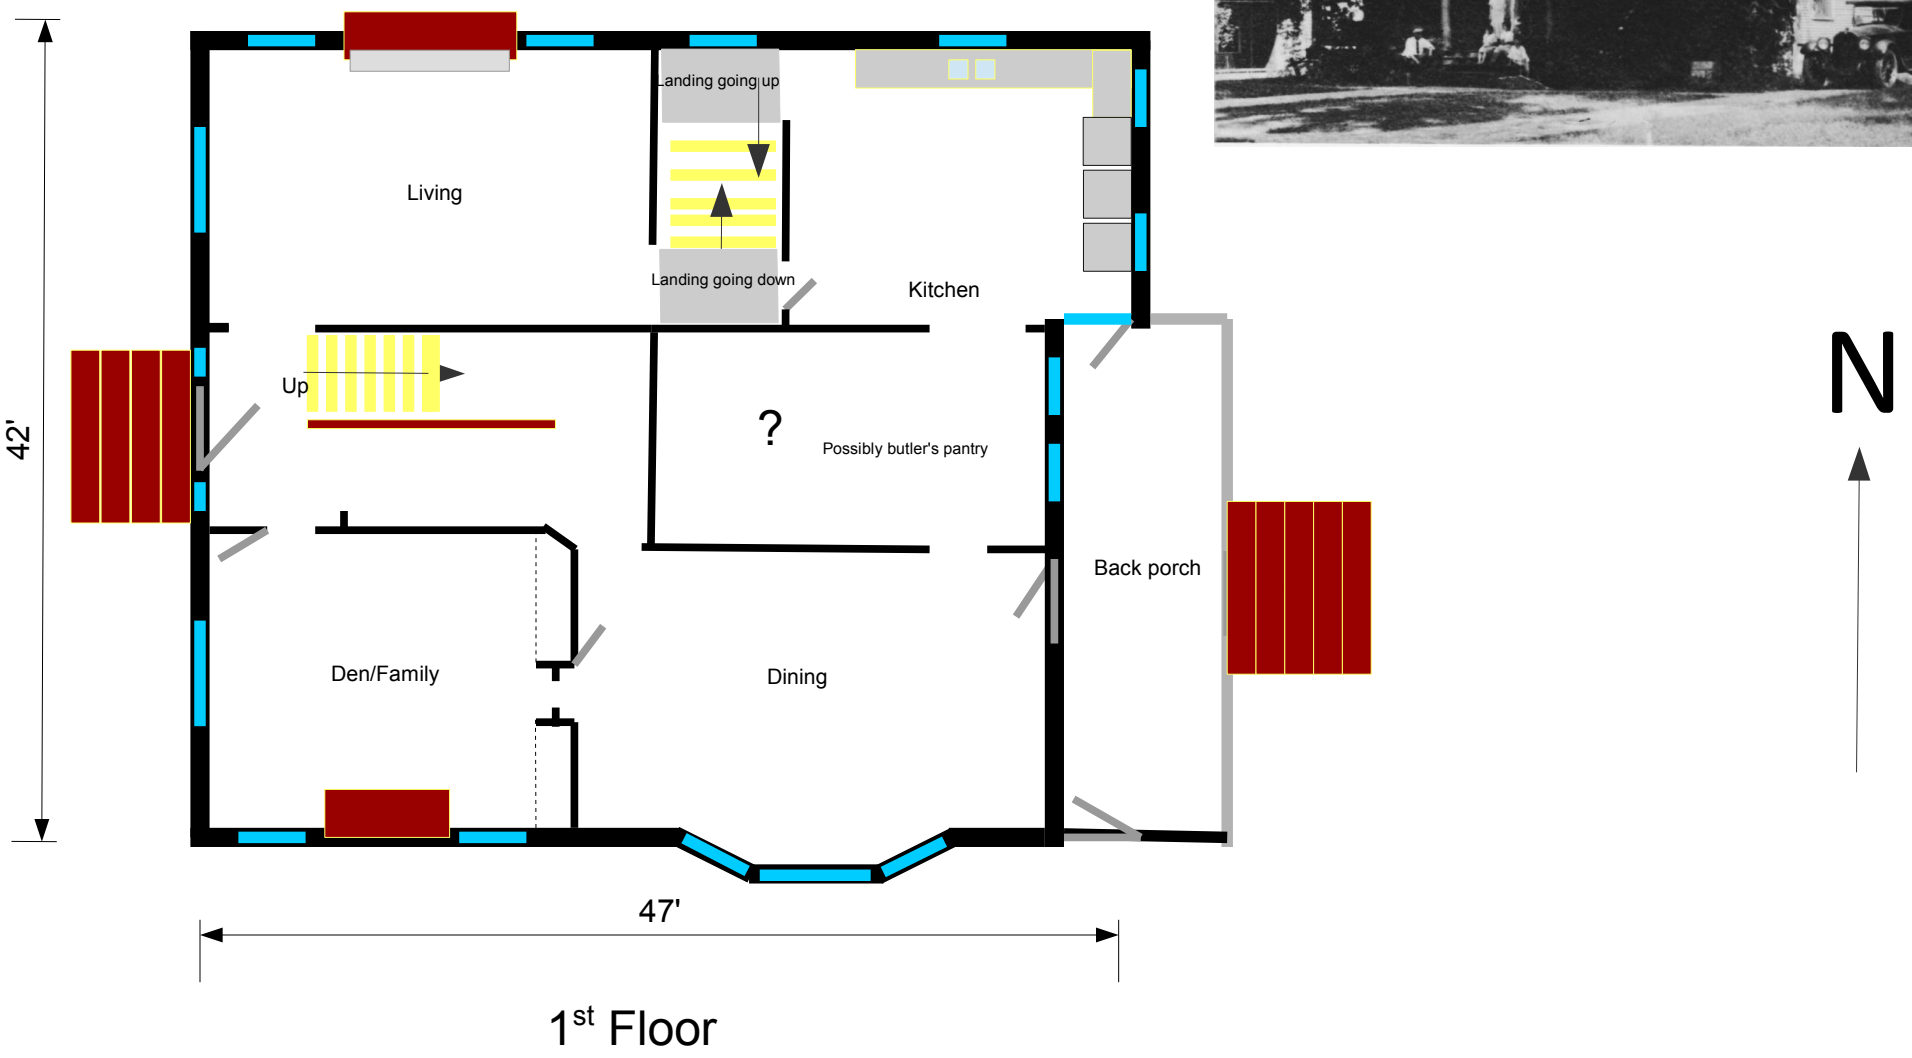 Landing going up
Living
Landing going down
Kitchen
N
Up
42'
?
Possibly butler's pantry
Back porch
Den/Family
Dining
47'
1st Floor